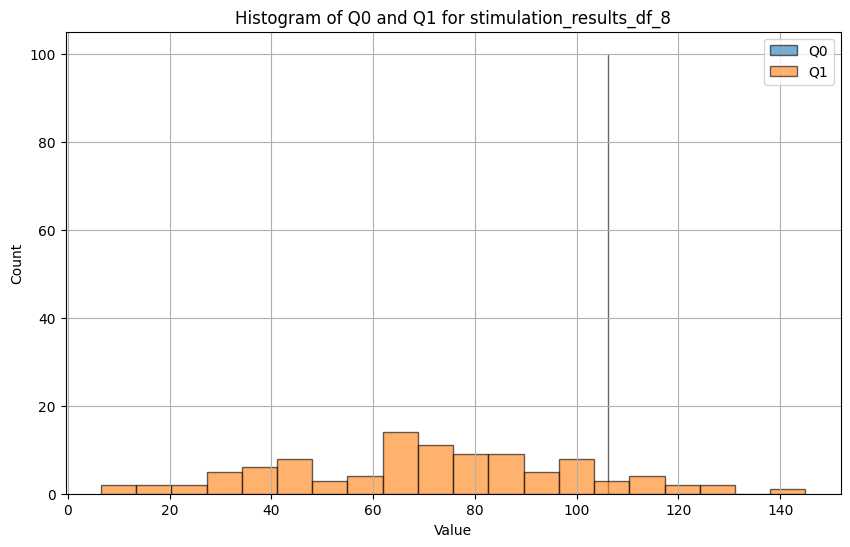 Histogram of Q0 and Q1 for stimulation_results_df_8
Q0
Q1
100
80
60
40
20
0
Count
0 20 40 60 80 100 120 140
Value